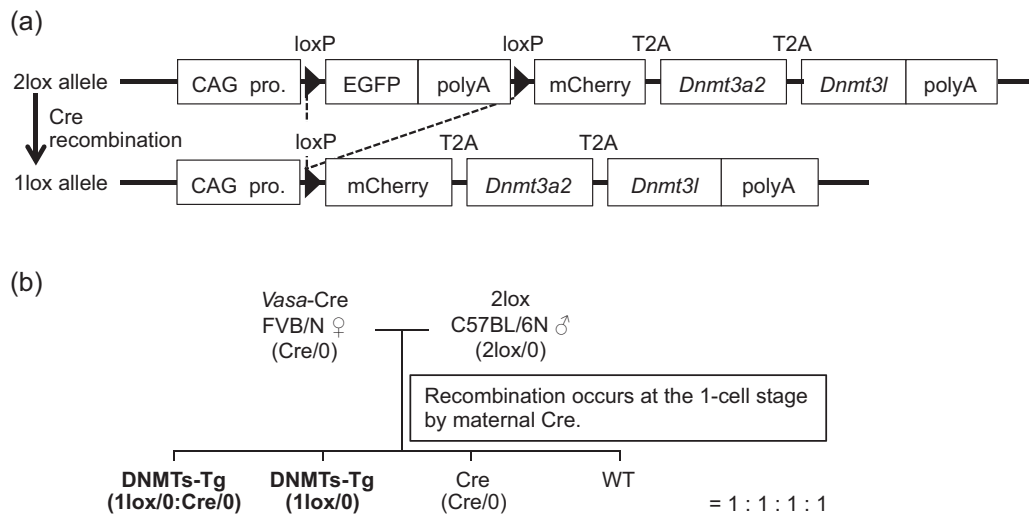 (a)
loxP loxP T2A T2A
2lox allele CAG pro. EGFP polyA mCherry Dnmt3a2 Dnmt3l polyA
Cre
recombination
loxP T2A T2A
1lox allele CAG pro. mCherry Dnmt3a2 Dnmt3l polyA
(b)
Vasa-Cre
FVB/N ♀
(Cre/0)
2lox
C57BL/6N ♂
(2lox/0)
Recombination occurs at the 1-cell stage
by maternal Cre.
DNMTs-Tg
(1lox/0:Cre/0)
DNMTs-Tg
(1lox/0)
Cre
(Cre/0)
WT
= 1 : 1 : 1 : 1